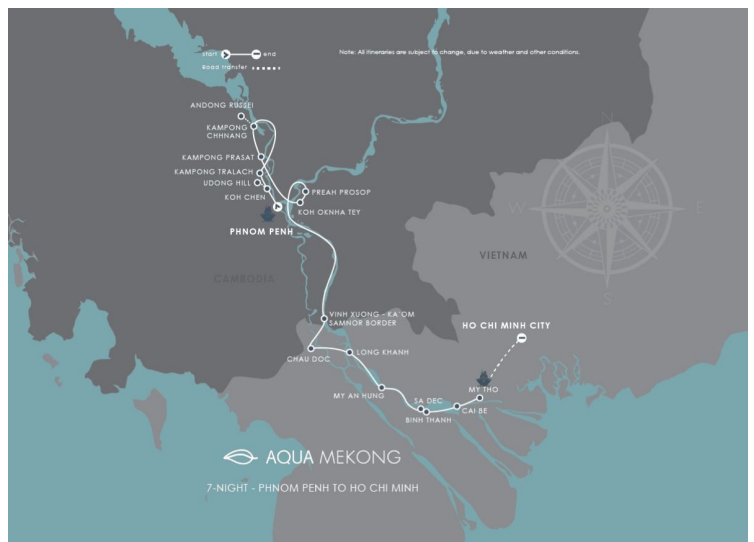 start
end
Road transfer
Note: All itineraries are subject to change, due to weather and other conditions.
ANDONG RUSSEI
KAMPONG
CHHNANG
KAMPONG PRASAT
KAMPONG TRALACH
UDONG HILL
KOH CHEN
PREAH PROSOP
KOH OKNHA TEY
PHNOM PENH
N
W
E
S
VIETNAM
CAMBODIA
VINH XUONG - KA'OM
SAMNOR BORDER
HO CHI MINH CITY
CHAU DOC
LONG KHANH
MY AN HUNG
MY THO
SA DEC
CAI BE
BINH THANH
AQUA MEKONG
7-NIGHT - PHNOM PENH TO HO CHI MINH